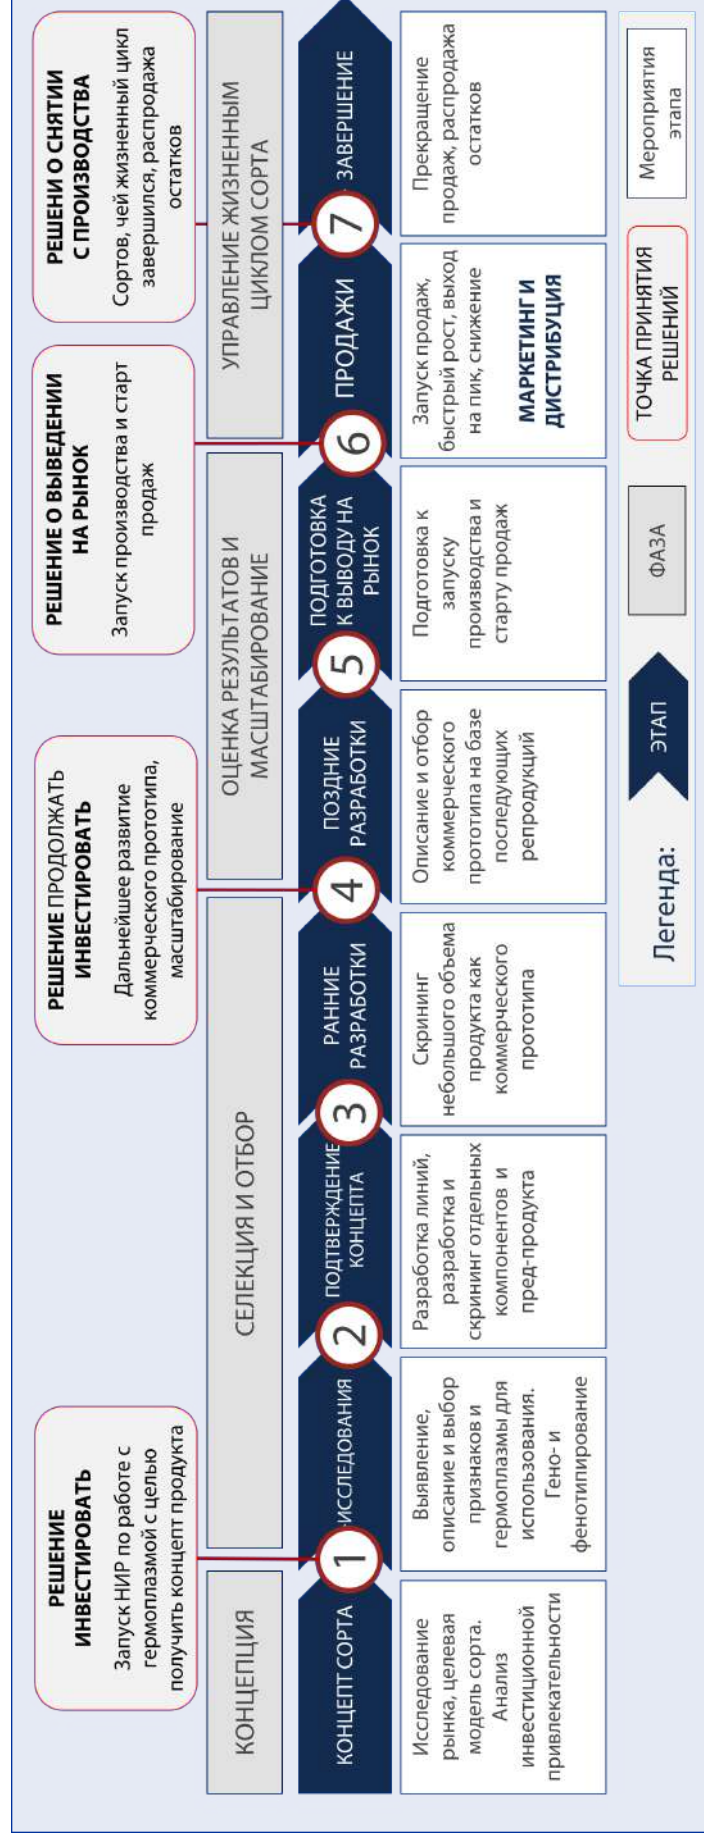 РЕШЕНИЕ
ИНВЕСТИРОВАТЬ
Запуск НИР по работе с
гермоплазмой с целью
получить концепт продукта
РЕШЕНИЕ ПРОДОЛЖАТЬ
ИНВЕСТИРОВАТЬ
Дальнейшее развитие
коммерческого прототипа,
масштабирование
РЕШЕНИЕ О ВЫВЕДЕНИИ
НА РЫНОК
Запуск производства и старт
продаж
РЕШЕНИ О СНЯТИИ
С ПРОИЗВОДСТВА
Сортов, чей жизненный цикл
завершился, распродажа
остатков
КОНЦЕПЦИЯ
СЕЛЕКЦИЯ И ОТБОР
ОЦЕНКА РЕЗУЛЬТАТОВ И
МАСШТАБИРОВАНИЕ
УПРАВЛЕНИЕ ЖИЗНЕННЫМ
ЦИКЛОМ СОРТА
КОНЦЕПТ СОРТА
1
ИССЛЕДОВАНИЯ
2
ПОДТВЕРЖДЕНИЕ
КОНЦЕПТА
3
РАННИЕ
РАЗРАБОТКИ
4
ПОЗДНИЕ
РАЗРАБОТКИ
5
ПОДГОТОВКА
К ВЫВОДУ НА
РЫНОК
6
ПРОДАЖИ
7
ЗАВЕРШЕНИЕ
Исследование
рынка, целевая
модель сорта.
Анализ
инвестиционной
привлекательности
Выявление,
описание и выбор
признаков и
гермоплазмы для
использования.
Гено- и
фенотипирование
Разработка линий,
разработка и
скрининг отдельных
компонентов и
пред-продукта
Скрининг
небольшого объема
продукта как
коммерческого
прототипа
Описание и отбор
коммерческого
прототипа на базе
последующих
репродукций
Подготовка к
запуску
производства и
старту продаж
Запуск продаж,
быстрый рост, выход
на пик, снижение
МАРКЕТИНГ И
ДИСТРИБУЦИЯ
Прекращение
продаж, распродажа
остатков
Легенда:
ЭТАП
ФАЗА
ТОЧКА ПРИНЯТИЯ
РЕШЕНИЙ
Мероприятия
этапа